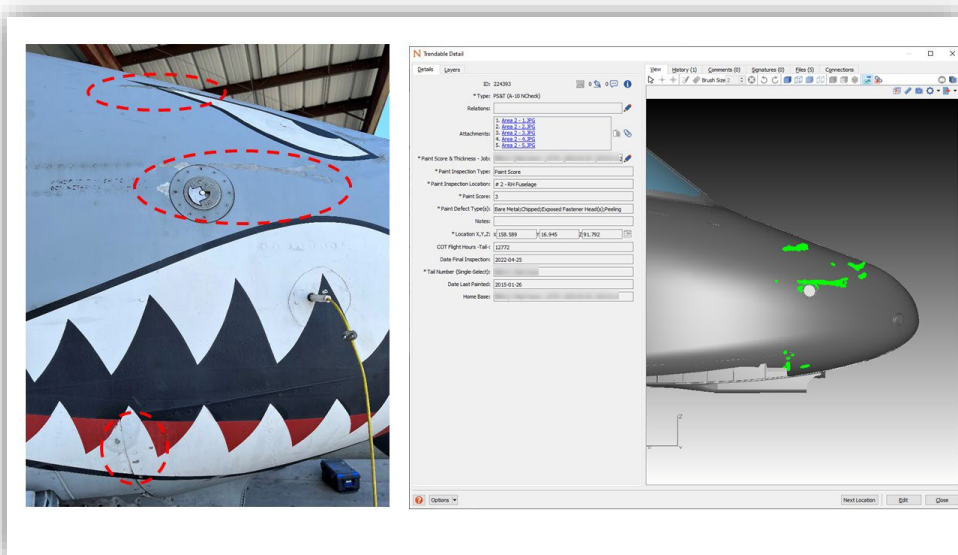 Trendable Detail
Details Layers
ID: 224393
* Type: PS&T (A-10 NCheck)
Relations:
Attachments:
1. Area 2 - 1.JPG
2. Area 2 - 2.JPG
3. Area 2 - 3.JPG
4. Area 2 - 4.JPG
5. Area 2 - 5.JPG
* Paint Score & Thickness - Job:
* Paint Inspection Type: Paint Score
* Paint Inspection Location: # 2 - RH Fuselage
* Paint Score: 3
* Paint Defect Type(s): Bare Metal;Chipped;Exposed Fastener Head(s);Peeling
Notes:
* Location X,Y,Z: X 158.589 Y 16.945 Z 91.792
COT Flight Hours -Tail-:
12772
Date Final Inspection: 2022-04-25
* Tail Number (Single-Select):
Date Last Painted: 2015-01-26
Home Base:
View History (1) Comments (0) Signatures (0) Files (5) Connections
Brush Size: 2
Z
Y
Options
Next Location Edit Close